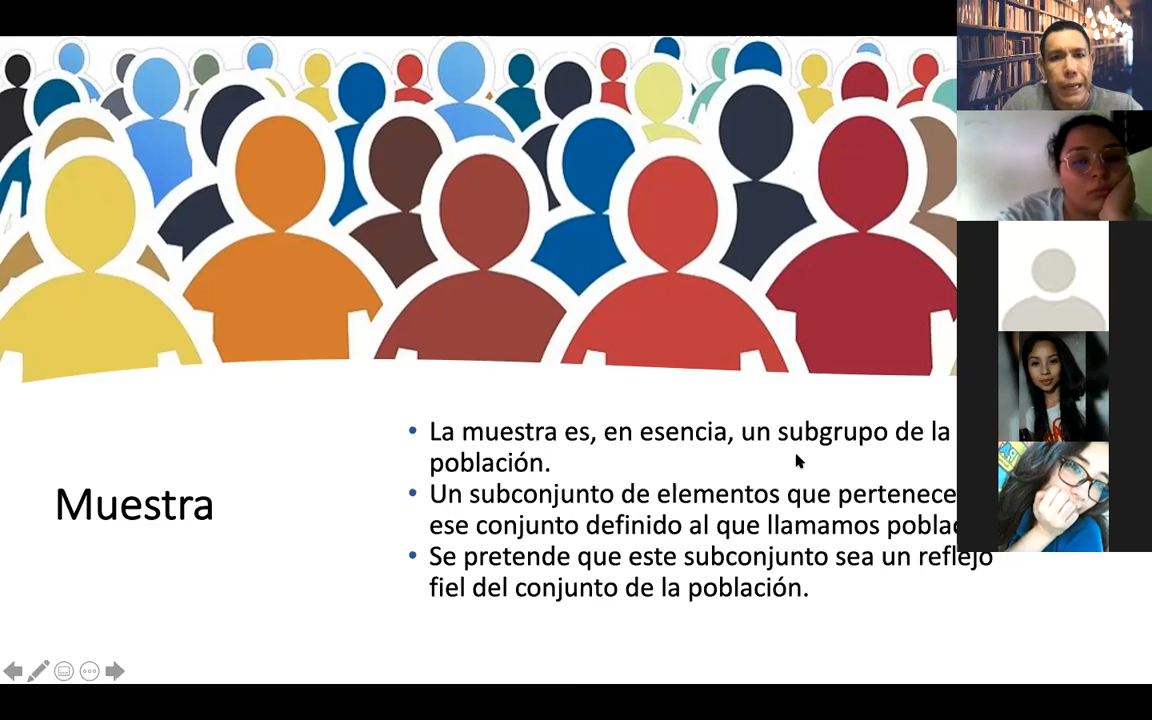 Muestra
• La muestra es, en esencia, un subgrupo de la
población.
• Un subconjunto de elementos que pertenece
ese conjunto definido al que llamamos
• Se pretende que este subconjunto sea un reflejo
fiel del conjunto de la población.